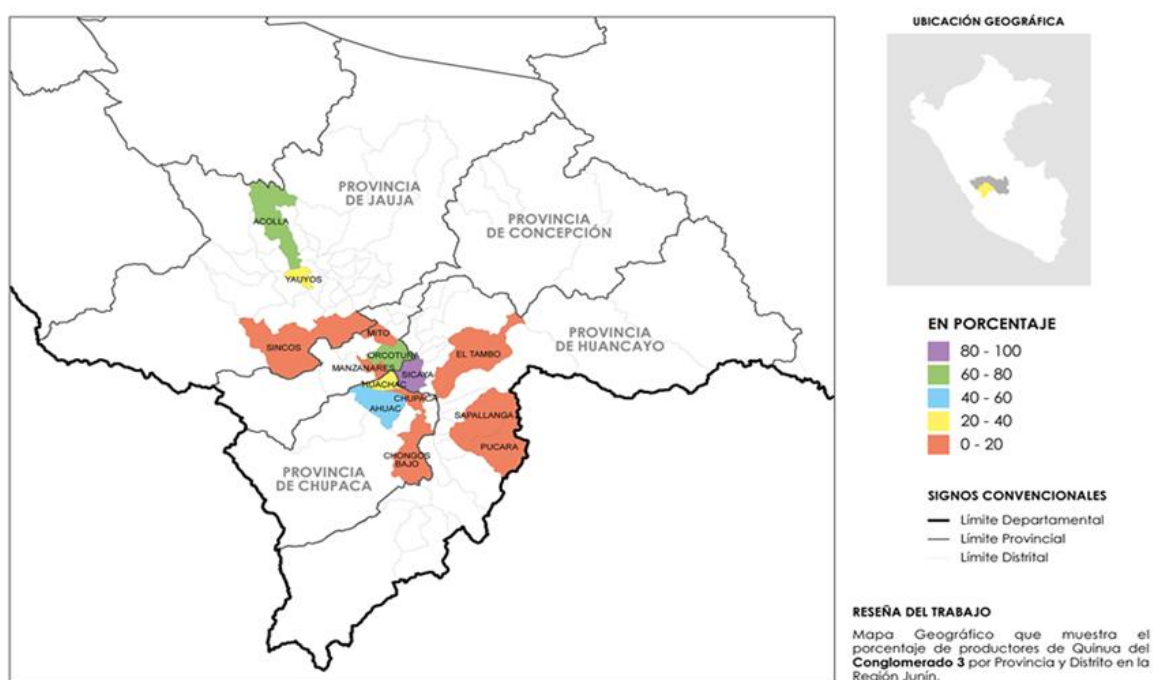 UBICACIÓN GEOGRÁFICA
PROVINCIA
DE JAUJA
PROVINCIA
DE CONCEPCIÓN
ACOLLA
YAUYOS
PROVINCIA
DE HUANCAYO
MITO
SINCOS
ORCOTURA
EL TAMBO
MANZANARES
SICAYA
HUACHAC
CHUPACA
AHUAC
SAPALLANGA
PUCARA
CHONGOS
BAJO
PROVINCIA
DE CHUPACA
EN PORCENTAJE
80 - 100
60 - 80
40 - 60
20 - 40
0 - 20
SIGNOS CONVENCIONALES
Límite Departamental
Límite Provincial
Límite Distrital
RESEÑA DEL TRABAJO
Mapa Geográfico que muestra el
porcentaje de productores de Quinua del
Conglomerado 3 por Provincia y Distrito en la
Región Junín.